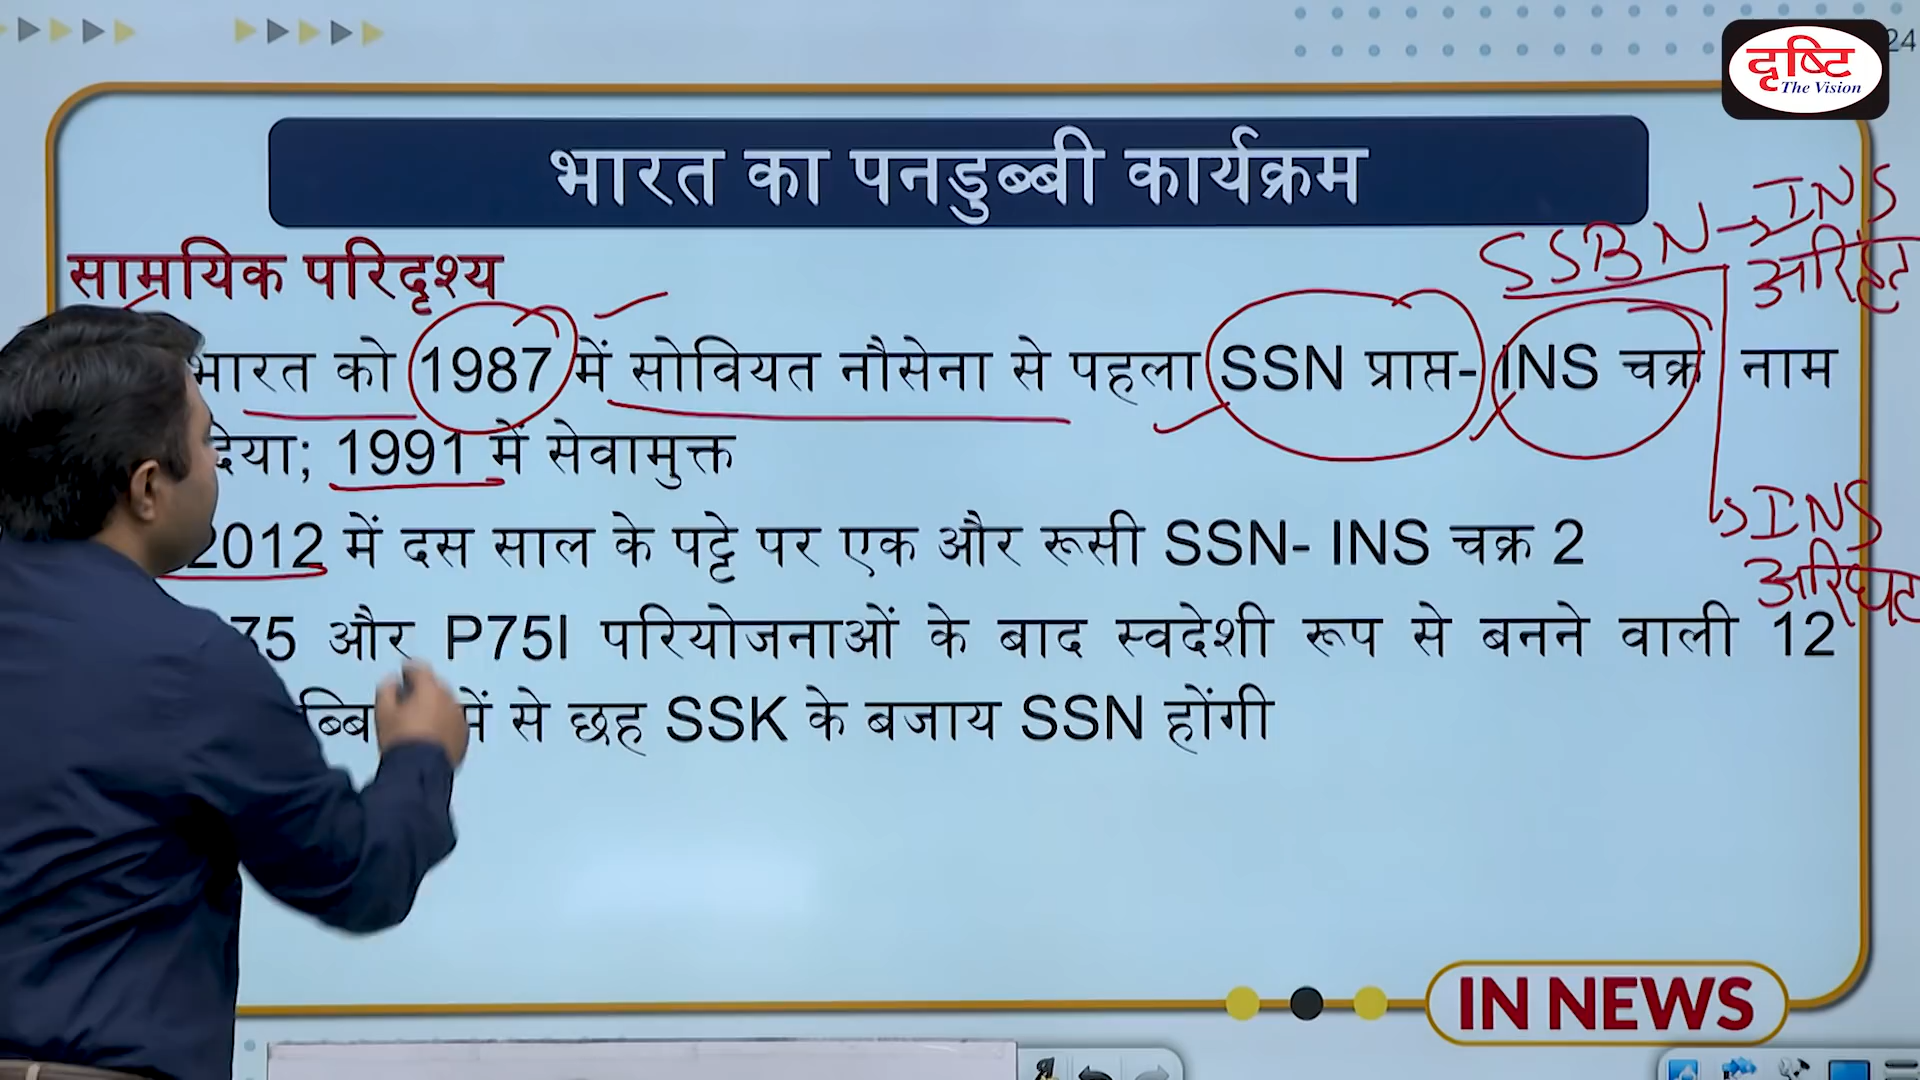 24
दृष्टि
The Vision
भारत का पनडुब्बी कार्यक्रम
SSBN → INS
अरिहंत
सामयिक परिदृश्य
भारत को 1987 में सोवियत नौसेना से पहला SSN प्राप्त- INS चक्र नाम
दिया; 1991 में सेवामुक्त
INS
अरिघात
2012 में दस साल के पट्टे पर एक और रूसी SSN- INS चक्र 2
75 और P75I परियोजनाओं के बाद स्वदेशी रूप से बनने वाली 12
में से छह SSK के बजाय SSN होंगी
IN NEWS